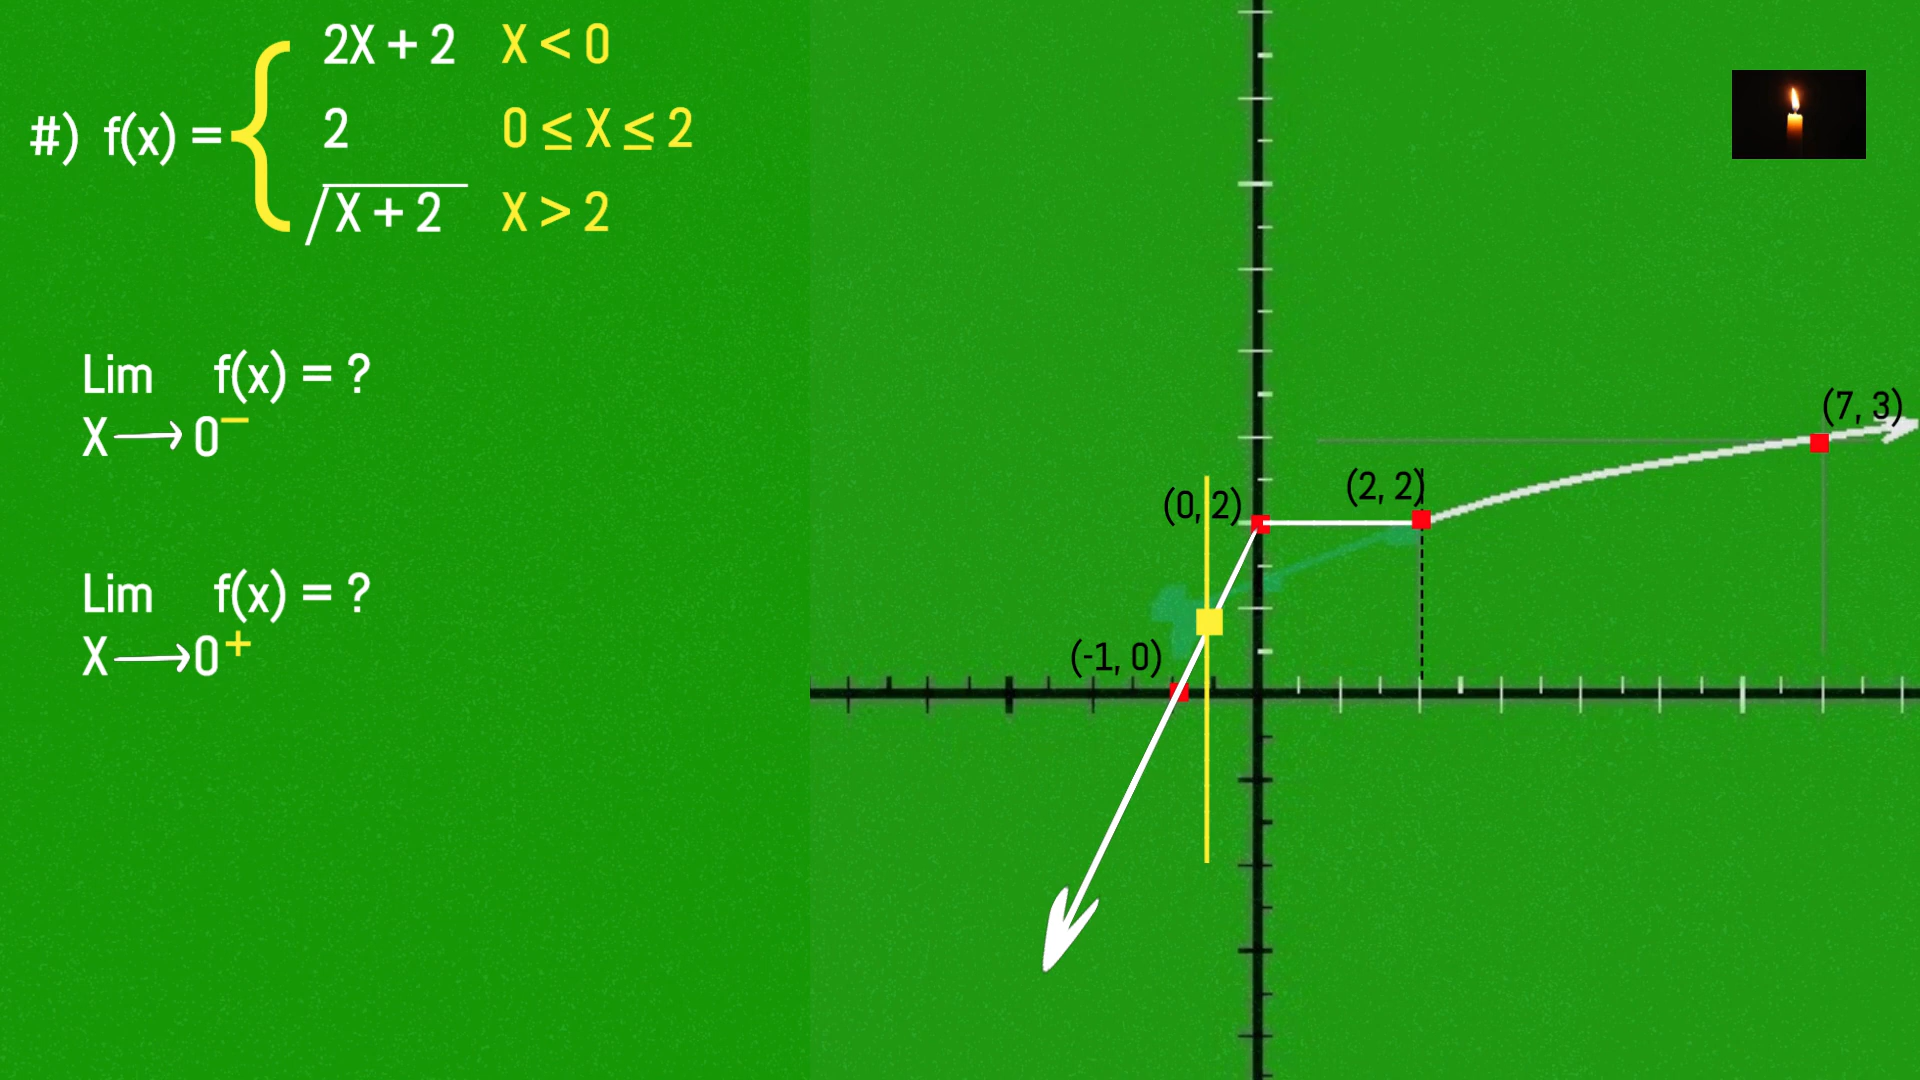 2X + 2 X < 0
#) f(x) = { 2 0 ≤ X ≤ 2
√X + 2 X > 2
Lim f(x) = ?
X → 0⁻
Lim f(x) = ?
X → 0⁺
(7, 3)
(2, 2)
(0, 2)
(-1, 0)